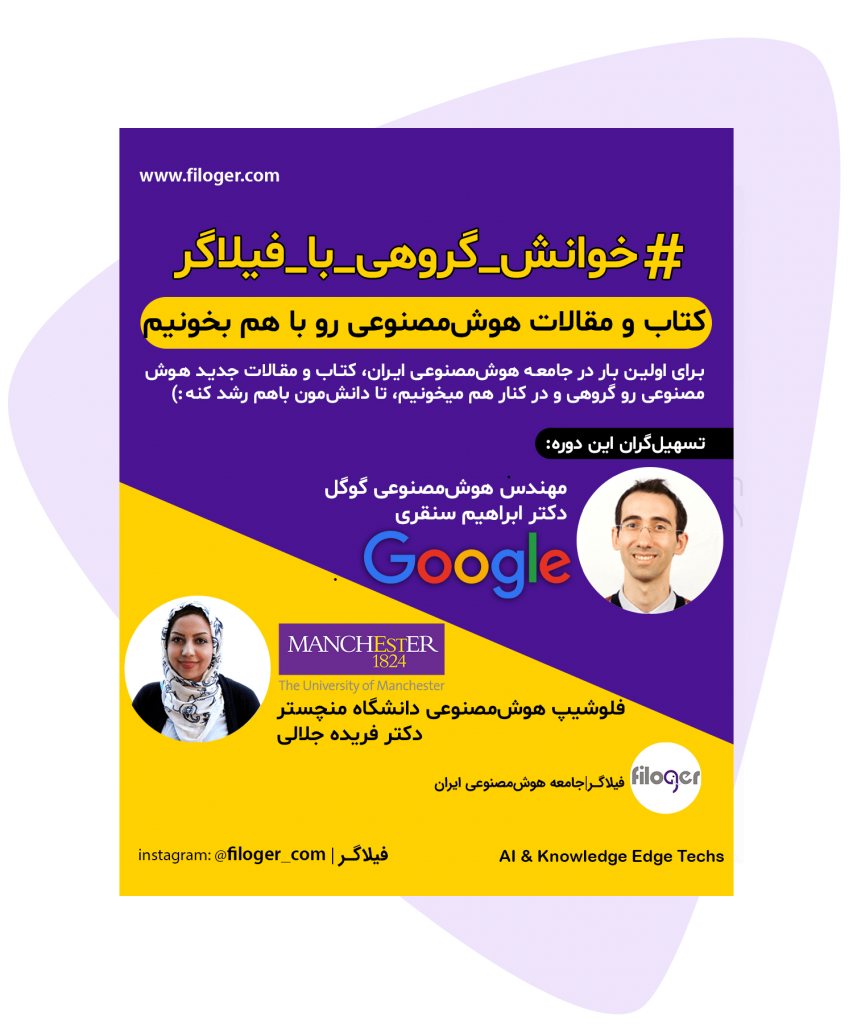 www.filoger.com
#خوانش_گروهی_با_فیلاگر
کتاب و مقالات هوش‌مصنوعی رو با هم بخونیم
برای اولین بار در جامعه هوش‌مصنوعی ایران، کتاب و مقالات جدید هوش
مصنوعی رو گروهی و در کنار هم میخونیم، تا دانش‌مون باهم رشد کنه :)
تسهیل‌گران این دوره:
مهندس هوش‌مصنوعی گوگل
دکتر ابراهیم سنقری
Google
MANCHESTER
1824
The University of Manchester
فلوشیپ هوش‌مصنوعی دانشگاه منچستر
دکتر فریده جلالی
filoger
فیلاگر|جامعه هوش‌مصنوعی ایران
instagram: @filoger_com | فیلاگـر
AI & Knowledge Edge Techs